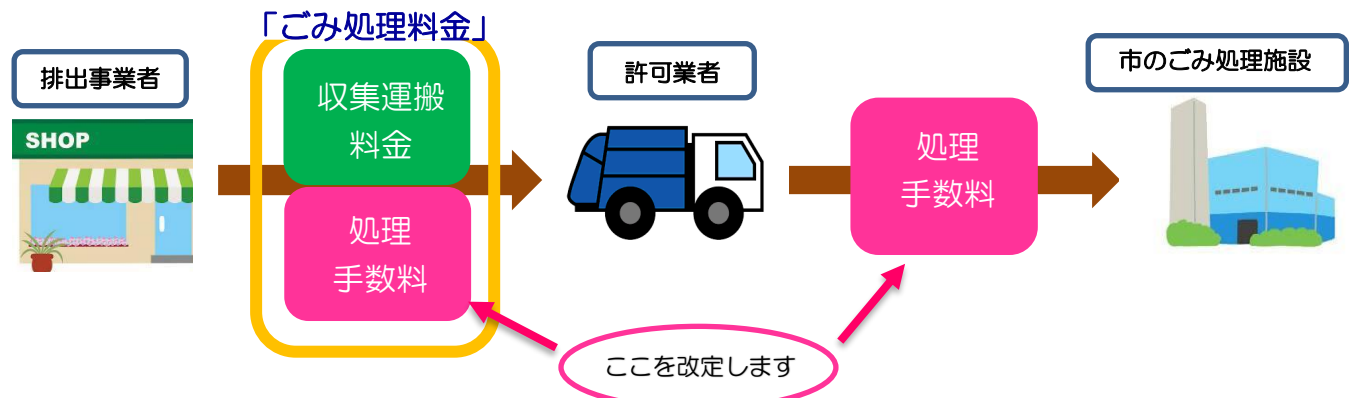 「ごみ処理料金」
排出事業者
SHOP
収集運搬
料金
処理
手数料
許可業者
処理
手数料
市のごみ処理施設
ここを改定します